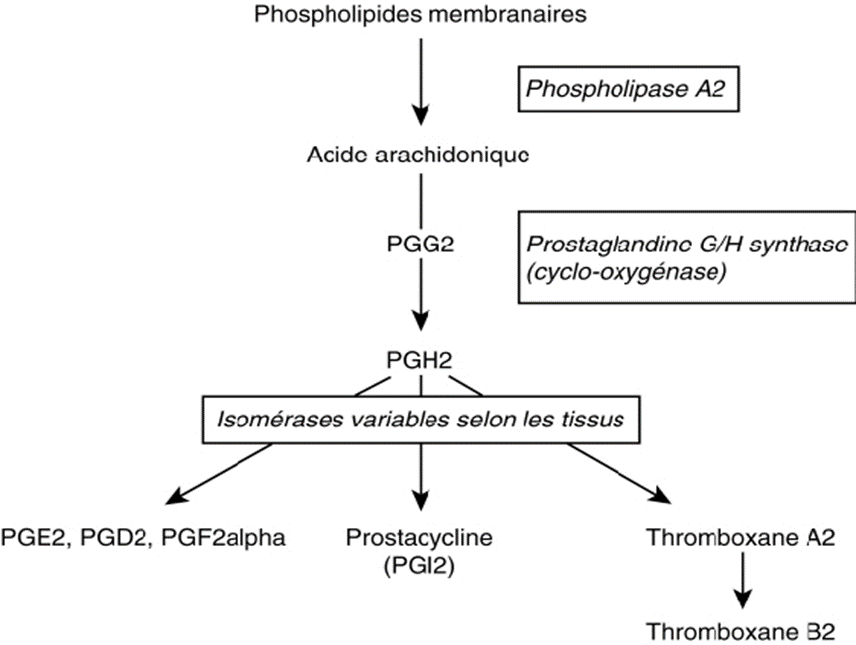 Phospholipides membranaires
Phospholipase A2
Acide arachidonique
PGG2
Prostaglandine G/H synthase
(cyclo-oxygénase)
PGH2
Isomérases variables selon les tissus
PGE2, PGD2, PGF2alpha
Prostacycline
(PGI2)
Thromboxane A2
Thromboxane B2